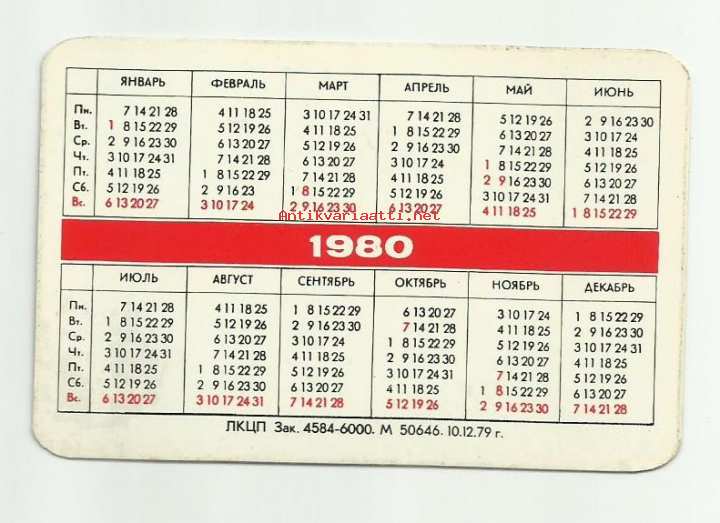 ЯНВАРЬ ФЕВРАЛЬ МАРТ АПРЕЛЬ МАЙ ИЮНЬ
Пн. 7 14 21 28 4 11 18 25 3 10 17 24 31 7 14 21 28 5 12 19 26 2 9 16 23 30
Вт. 1 8 15 22 29 5 12 19 26 4 11 18 25 1 8 15 22 29 6 13 20 27 3 10 17 24
Ср. 2 9 16 23 30 6 13 20 27 5 12 19 26 2 9 16 23 30 7 14 21 28 4 11 18 25
Чт. 3 10 17 24 31 7 14 21 28 6 13 20 27 3 10 17 24 1 8 15 22 29 5 12 19 26
Пт. 4 11 18 25 1 8 15 22 29 7 14 21 28 4 11 18 25 2 9 16 23 30 6 13 20 27
Сб. 5 12 19 26 2 9 16 23 1 8 15 22 29 5 12 19 26 3 10 17 24 31 7 14 21 28
Вс. 6 13 20 27 3 10 17 24 2 9 16 23 30 6 13 20 27 4 11 18 25 1 8 15 22 29
Antikvariaatti.net
1980
ИЮЛЬ АВГУСТ СЕНТЯБРЬ ОКТЯБРЬ НОЯБРЬ ДЕКАБРЬ
Пн. 7 14 21 28 4 11 18 25 1 8 15 22 29 6 13 20 27 3 10 17 24 1 8 15 22 29
Вт. 1 8 15 22 29 5 12 19 26 2 9 16 23 30 7 14 21 28 4 11 18 25 2 9 16 23 30
Ср. 2 9 16 23 30 6 13 20 27 3 10 17 24 1 8 15 22 29 5 12 19 26 3 10 17 24 31
Чт. 3 10 17 24 31 7 14 21 28 4 11 18 25 2 9 16 23 30 6 13 20 27 4 11 18 25
Пт. 4 11 18 25 1 8 15 22 29 5 12 19 26 3 10 17 24 31 7 14 21 28 5 12 19 26
Сб. 5 12 19 26 2 9 16 23 30 6 13 20 27 4 11 18 25 1 8 15 22 29 6 13 20 27
Вс. 6 13 20 27 3 10 17 24 31 7 14 21 28 5 12 19 26 2 9 16 23 30 7 14 21 28
ЛКЦП Зак. 4584-6000. М 50646. 10.12.79 г.